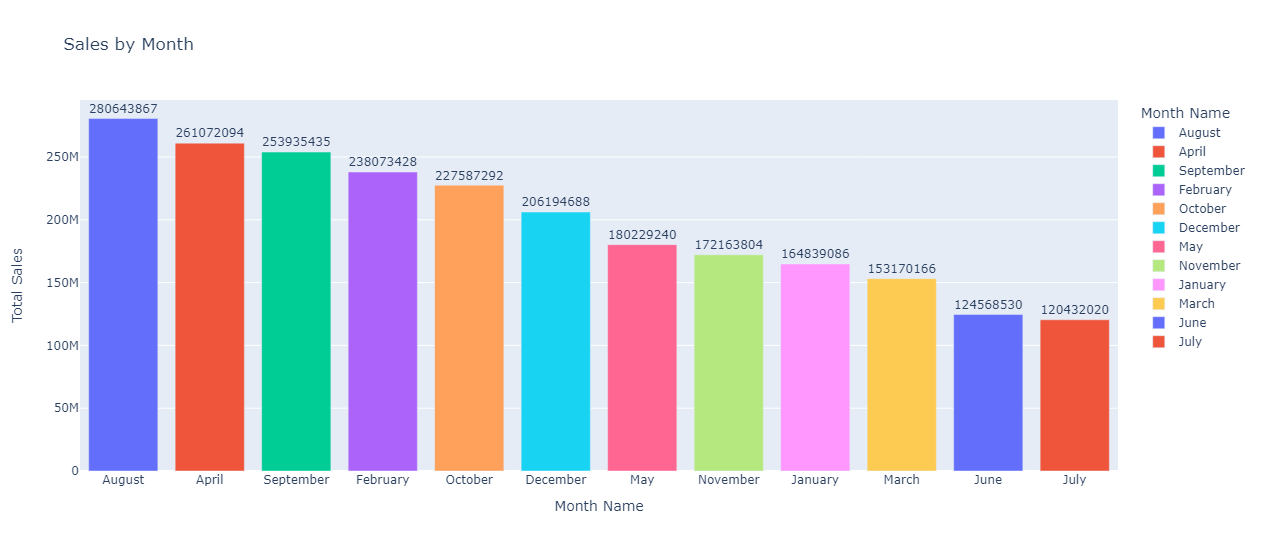 Sales by Month
Total Sales
250M
200M
150M
100M
50M
0
280643867
261072094
253935435
238073428
227587292
206194688
180229240
172163804
164839086
153170166
124568530
120432020
August
April
September
February
October
December
May
November
January
March
June
July
Month Name
Month Name
August
April
September
February
October
December
May
November
January
March
June
July